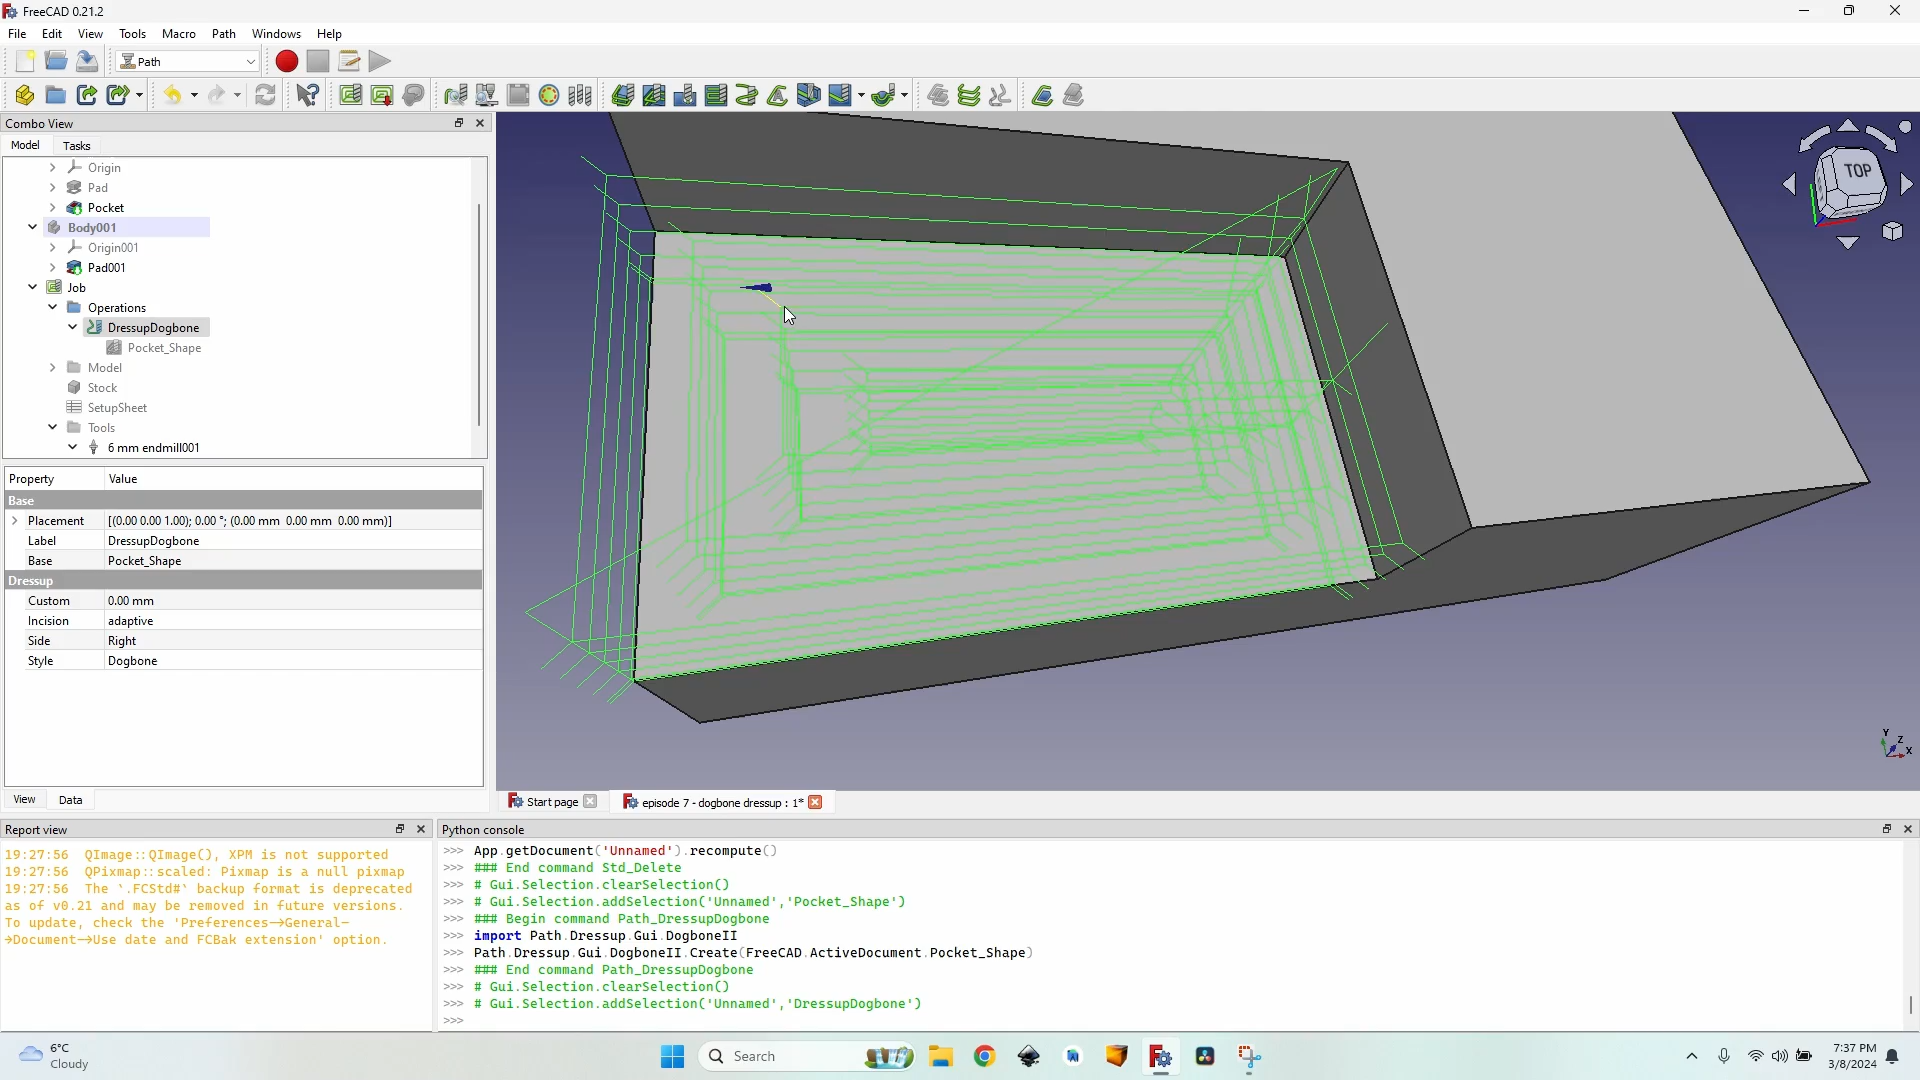 FreeCAD 0.21.2
File Edit View Tools Macro Path Windows Help
Path
Combo View
Model Tasks
Origin
Pad
Pocket
Body001
Origin001
Pad001
Job
Operations
DressupDogbone
Pocket_Shape
Model
Stock
SetupSheet
Tools
6 mm endmill001
Property Value
Base
Placement [(0.00 0.00 1.00); 0.00 °; (0.00 mm 0.00 mm 0.00 mm)]
Label DressupDogbone
Base Pocket_Shape
Dressup
Custom 0.00 mm
Incision adaptive
Side Right
Style Dogbone
View Data
TOP
Y
Z
X
Start page
episode 7 - dogbone dressup : 1*
Report view
19:27:56 QImage::QImage(), XPM is not supported
19:27:56 QPixmap::scaled: Pixmap is a null pixmap
19:27:56 The `.FCStd#` backup format is deprecated
as of v0.21 and may be removed in future versions.
To update, check the 'Preferences→General-
→Document→Use date and FCBak extension' option.
Python console
>>> App.getDocument('Unnamed').recompute()
>>> ### End command Std_Delete
>>> # Gui.Selection.clearSelection()
>>> # Gui.Selection.addSelection('Unnamed','Pocket_Shape')
>>> ### Begin command Path_DressupDogbone
>>> import Path.Dressup.Gui.DogboneII
>>> Path.Dressup.Gui.DogboneII.Create(FreeCAD.ActiveDocument.Pocket_Shape)
>>> ### End command Path_DressupDogbone
>>> # Gui.Selection.clearSelection()
>>> # Gui.Selection.addSelection('Unnamed','DressupDogbone')
>>>
6°C
Cloudy
Search
7:37 PM
3/8/2024